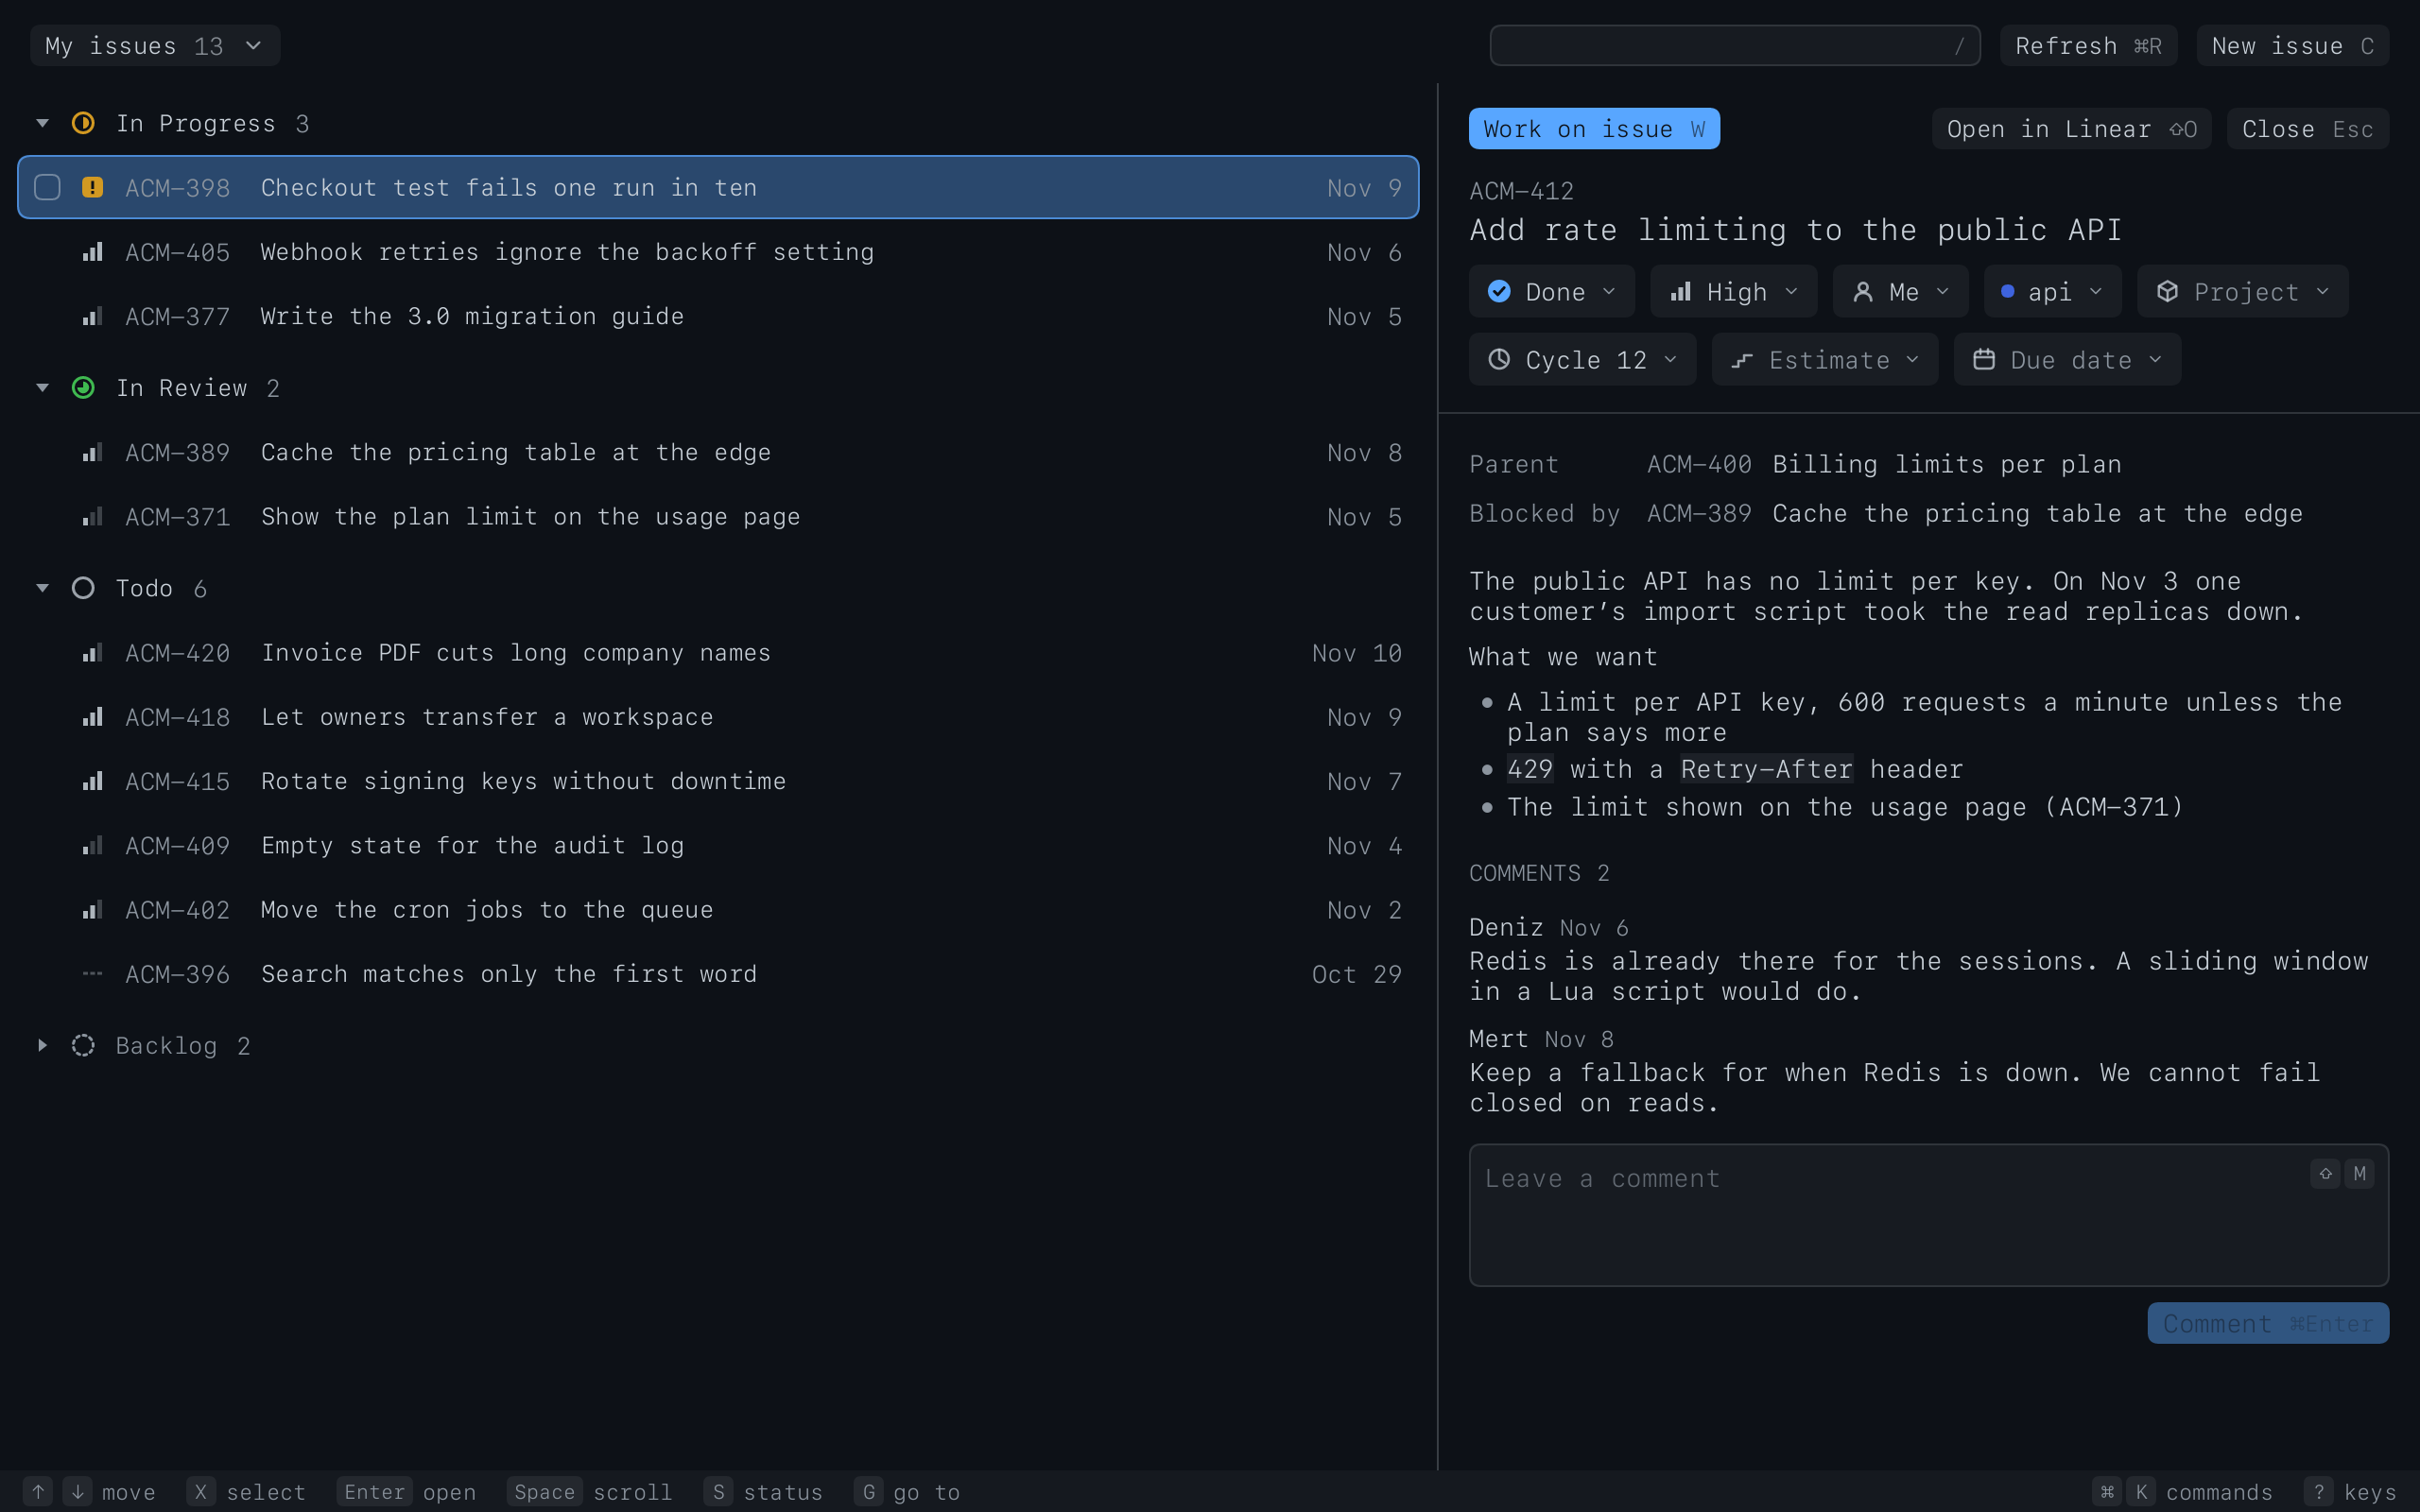 My issues 13
/
Refresh ⌘R
New issue C
In Progress 3
ACM-398 Checkout test fails one run in ten Nov 9
ACM-405 Webhook retries ignore the backoff setting Nov 6
ACM-377 Write the 3.0 migration guide Nov 5
In Review 2
ACM-389 Cache the pricing table at the edge Nov 8
ACM-371 Show the plan limit on the usage page Nov 5
Todo 6
ACM-420 Invoice PDF cuts long company names Nov 10
ACM-418 Let owners transfer a workspace Nov 9
ACM-415 Rotate signing keys without downtime Nov 7
ACM-409 Empty state for the audit log Nov 4
ACM-402 Move the cron jobs to the queue Nov 2
ACM-396 Search matches only the first word Oct 29
Backlog 2
Work on issue W
Open in Linear ⇧O
Close Esc
ACM-412
Add rate limiting to the public API
Done High Me api Project
Cycle 12 Estimate Due date
Parent ACM-400 Billing limits per plan
Blocked by ACM-389 Cache the pricing table at the edge
The public API has no limit per key. On Nov 3 one
customer’s import script took the read replicas down.
What we want
• A limit per API key, 600 requests a minute unless the
plan says more
• 429 with a Retry-After header
• The limit shown on the usage page (ACM-371)
COMMENTS 2
Deniz Nov 6
Redis is already there for the sessions. A sliding window
in a Lua script would do.
Mert Nov 8
Keep a fallback for when Redis is down. We cannot fail
closed on reads.
Leave a comment ⇧ M
Comment ⌘Enter
↑ ↓ move X select Enter open Space scroll S status G go to ⌘ K commands ? keys